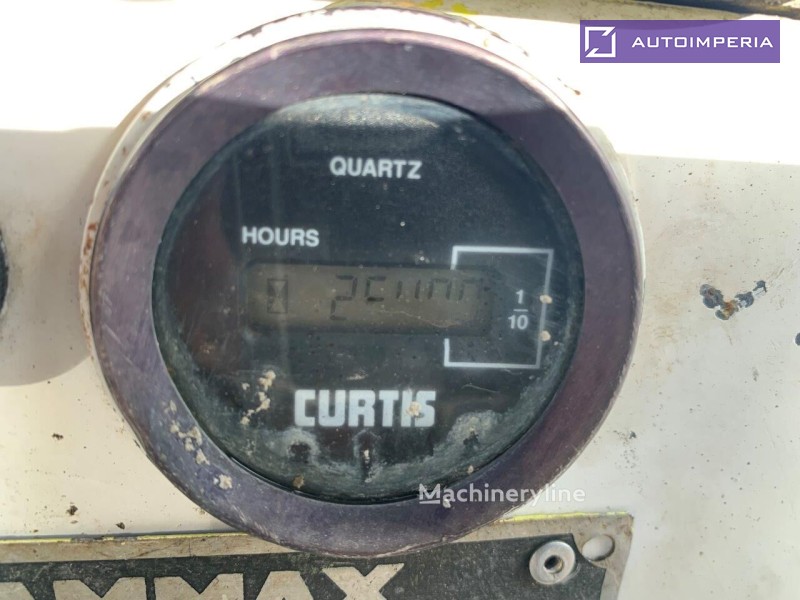 AUTOIMPERIA
QUARTZ
HOURS
1
10
CURTIS
Machineryline